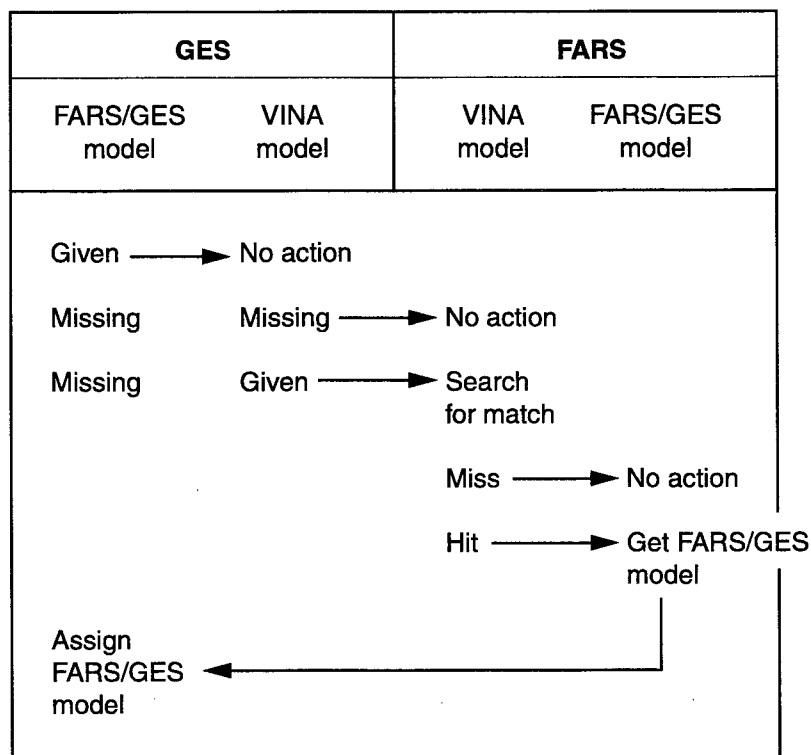 GES FARS
FARS/GES model VINA model VINA model FARS/GES model
Given No action
Missing Missing No action
Missing Given Search for match
Miss No action
Hit Get FARS/GES model
Assign FARS/GES model